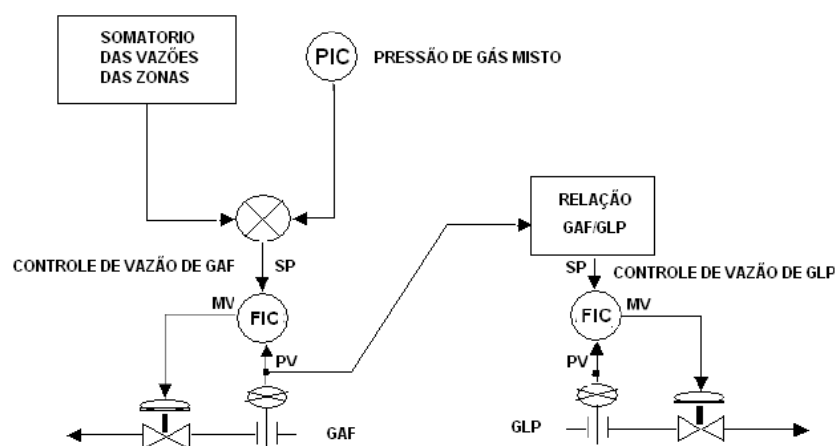 SOMATORIO
DAS VAZÕES
DAS ZONAS
PIC
PRESSÃO DE GÁS MISTO
RELAÇÃO
GAF/GLP
CONTROLE DE VAZÃO DE GAF
SP
SP
CONTROLE DE VAZÃO DE GLP
MV
FIC
FIC
MV
PV
PV
GAF
GLP